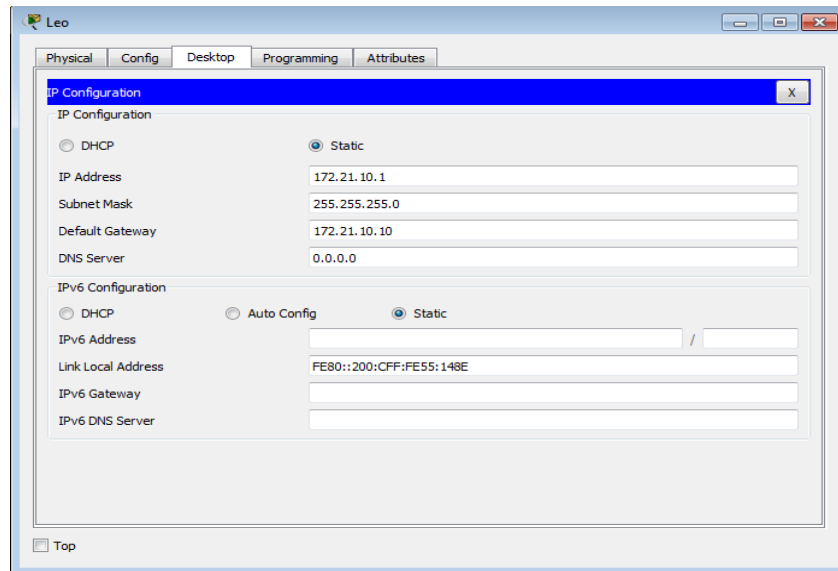 Leo
Physical Config Desktop Programming Attributes
IP Configuration X
IP Configuration
DHCP Static
IP Address 172.21.10.1
Subnet Mask 255.255.255.0
Default Gateway 172.21.10.10
DNS Server 0.0.0.0
IPv6 Configuration
DHCP Auto Config Static
IPv6 Address /
Link Local Address FE80::200:CFF:FE55:148E
IPv6 Gateway
IPv6 DNS Server
Top